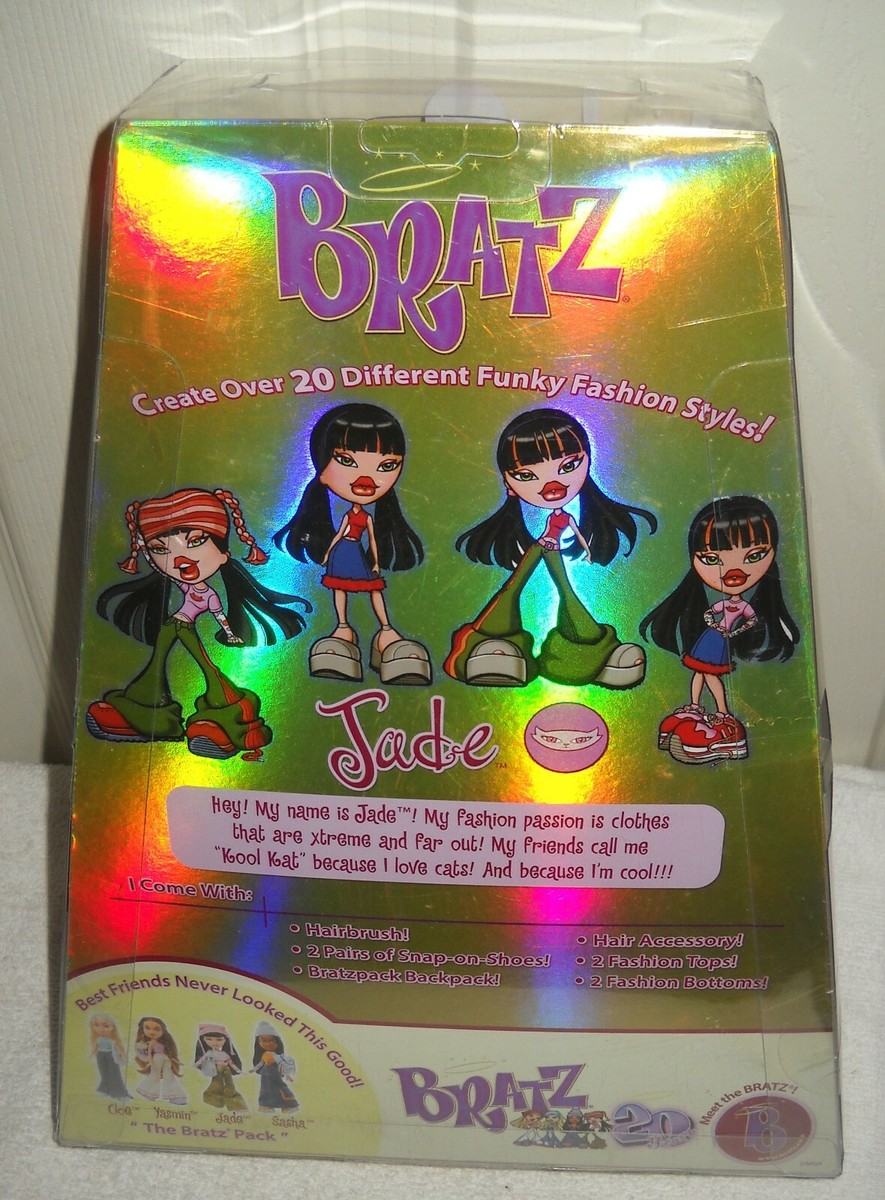 BRATZ®
Create Over 20 Different Funky Fashion Styles!
Jade™
Hey! My name is Jade™! My fashion passion is clothes
that are xtreme and far out! My friends call me
"Kool Kat" because I love cats! And because I'm cool!!!
I Come With:
• Hairbrush!
• 2 Pairs of Snap-on-Shoes!
• Bratzpack Backpack!
• Hair Accessory!
• 2 Fashion Tops!
• 2 Fashion Bottoms!
Best Friends Never Looked This Good!
Cloe™ Yasmin™ Jade™ Sasha™
"The Bratz® Pack"
BRATZ
20
Years
Meet the BRATZ®!
B